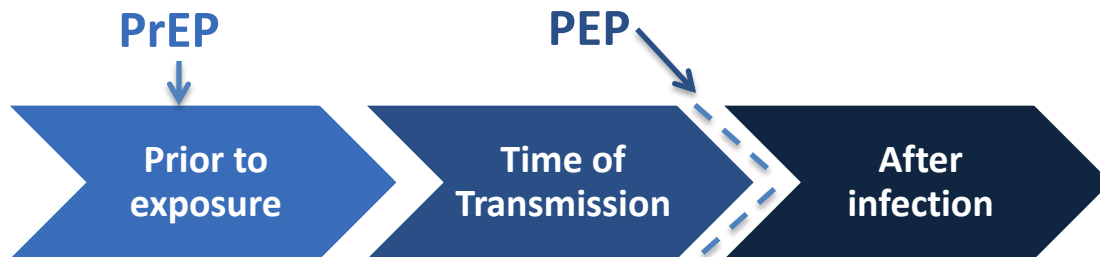 PrEP
PEP
Prior to
exposure
Time of
Transmission
After
infection